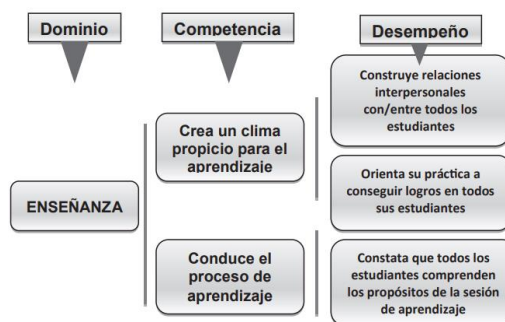 Dominio
Competencia
Desempeño
Construye relaciones
interpersonales
con/entre todos los
estudiantes
Crea un clima
propicio para el
aprendizaje
Orienta su práctica a
conseguir logros en todos
sus estudiantes
ENSEÑANZA
Conduce el
proceso de
aprendizaje
Constata que todos los
estudiantes comprenden
los propósitos de la sesión
de aprendizaje